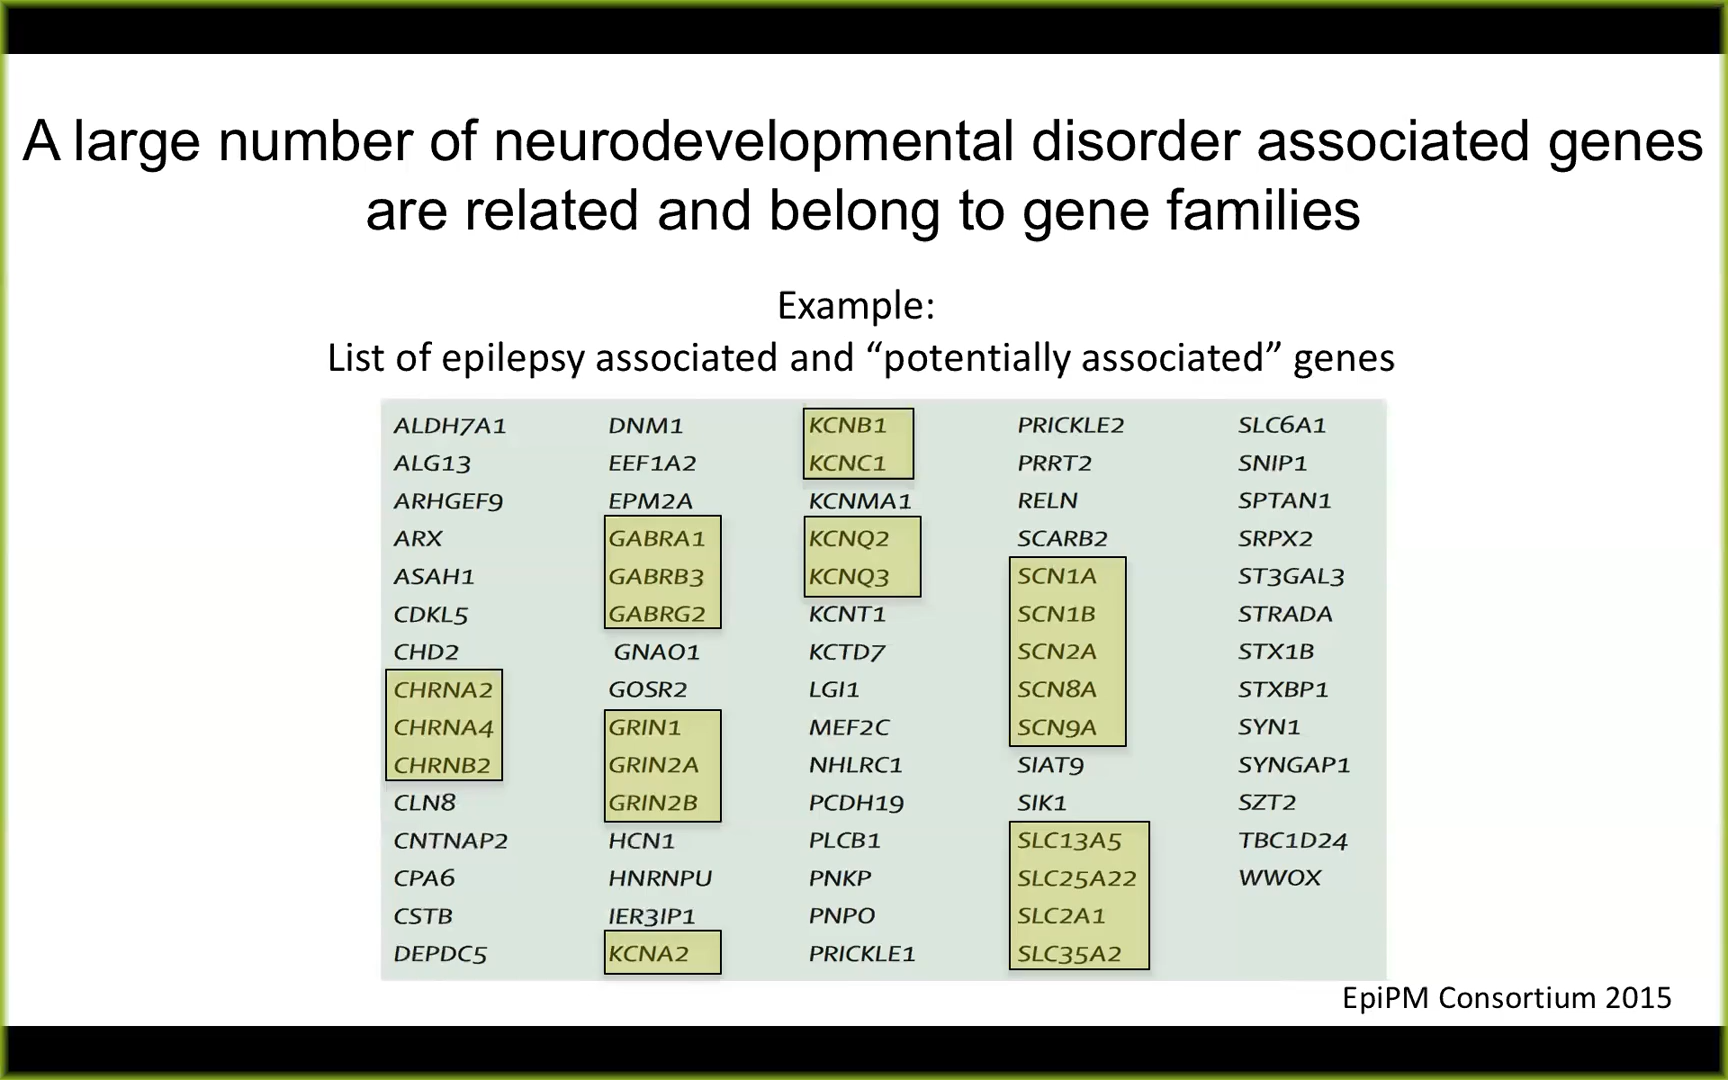 A large number of neurodevelopmental disorder associated genes
are related and belong to gene families
Example:
List of epilepsy associated and “potentially associated” genes
ALDH7A1
ALG13
ARHGEF9
ARX
ASAH1
CDKL5
CHD2
CHRNA2
CHRNA4
CHRNB2
CLN8
CNTNAP2
CPA6
CSTB
DEPDC5
DNM1
EEF1A2
EPM2A
GABRA1
GABRB3
GABRG2
GNAO1
GOSR2
GRIN1
GRIN2A
GRIN2B
HCN1
HNRNPU
IER3IP1
KCNA2
KCNB1
KCNC1
KCNMA1
KCNQ2
KCNQ3
KCNT1
KCTD7
LGI1
MEF2C
NHLRC1
PCDH19
PLCB1
PNKP
PNPO
PRICKLE1
PRICKLE2
PRRT2
RELN
SCARB2
SCN1A
SCN1B
SCN2A
SCN8A
SCN9A
SIAT9
SIK1
SLC13A5
SLC25A22
SLC2A1
SLC35A2
SLC6A1
SNIP1
SPTAN1
SRPX2
ST3GAL3
STRADA
STX1B
STXBP1
SYN1
SYNGAP1
SZT2
TBC1D24
WWOX
EpiPM Consortium 2015